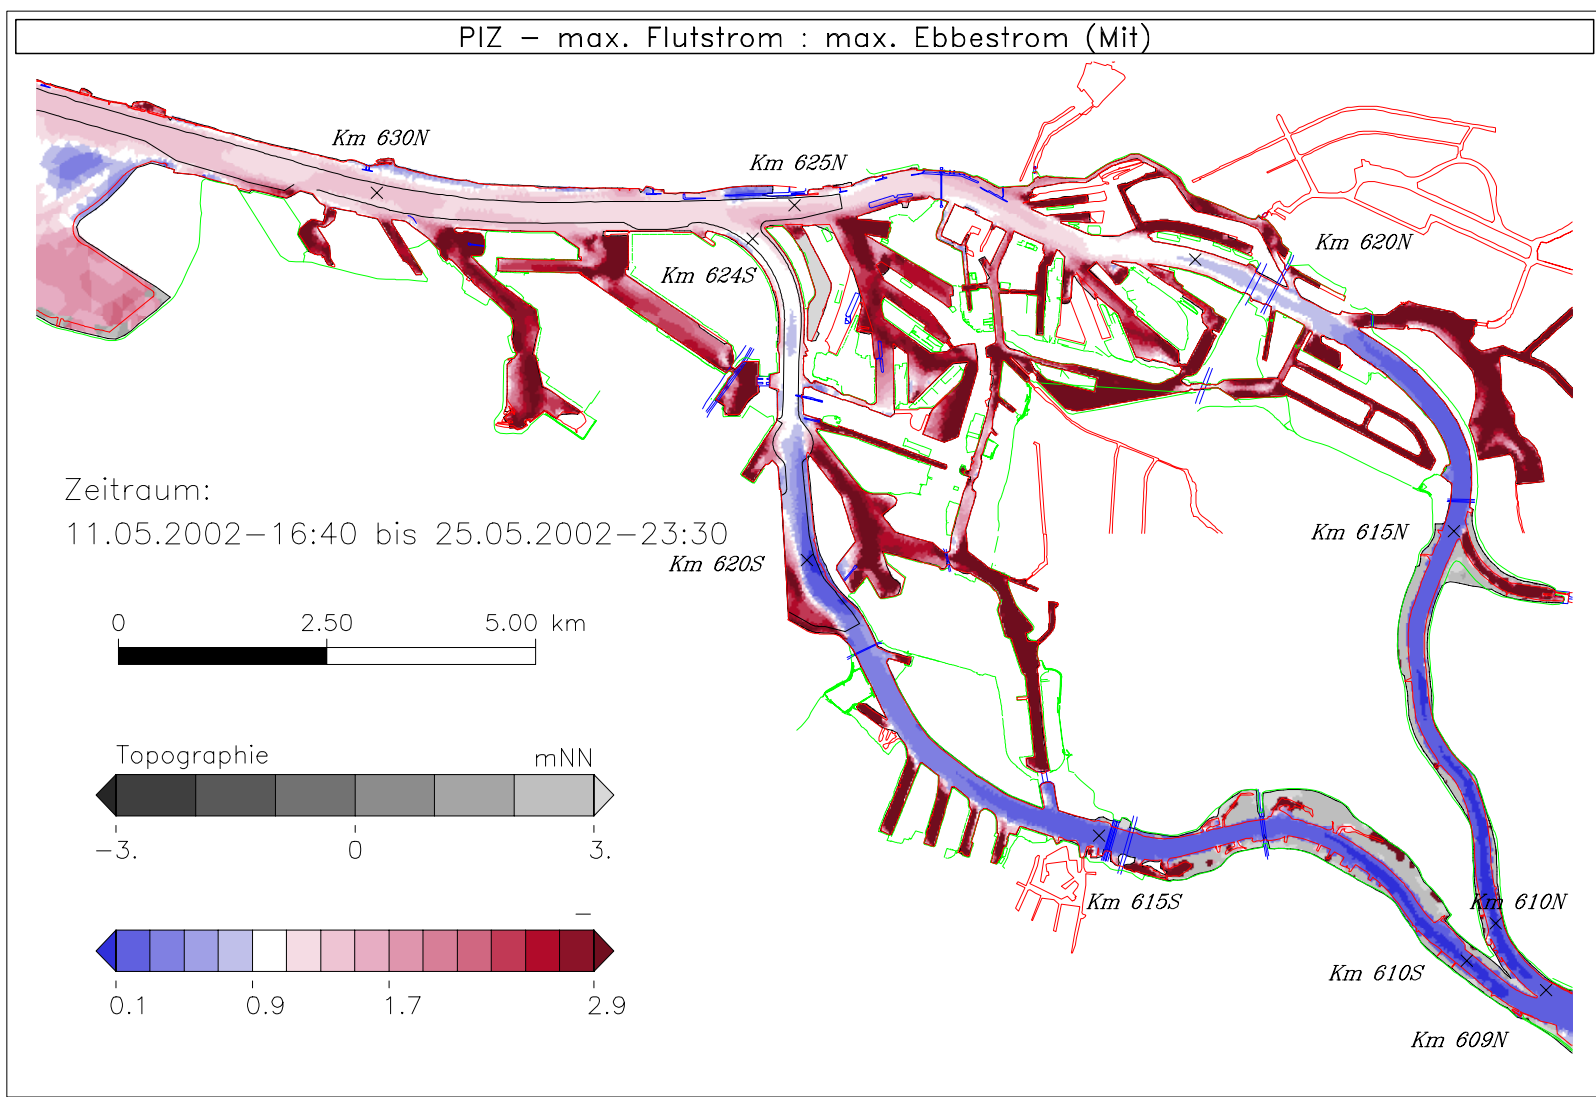 PIZ − max. Flutstrom : max. Ebbestrom (Mit)
Km 630N
Km 625N
Km 620N
Km 624S
Zeitraum:
11.05.2002−16:40 bis 25.05.2002−23:30
Km 615N
Km 620S
0 2.50 5.00 km
Topographie mNN
−3. 0 3.
Km 615S
Km 610N
−
Km 610S
0.1 0.9 1.7 2.9
Km 609N